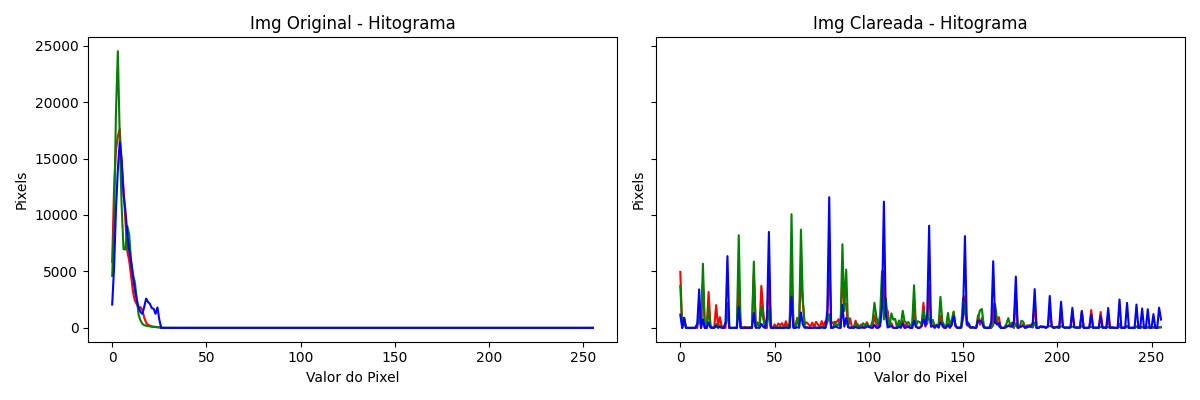 Img Original - Hitograma
Img Clareada - Hitograma
25000
20000
15000
10000
5000
0
Pixels
Pixels
0 50 100 150 200 250
0 50 100 150 200 250
Valor do Pixel
Valor do Pixel